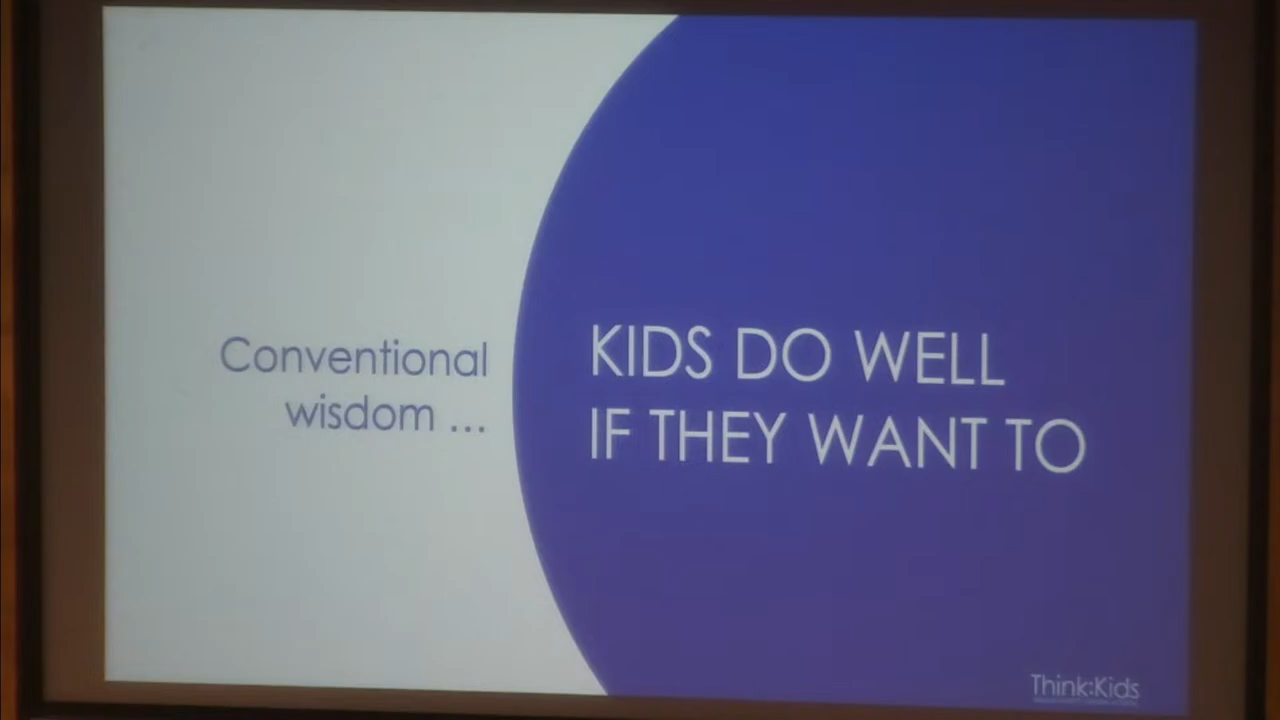 Conventional
wisdom ...
KIDS DO WELL
IF THEY WANT TO
Think:Kids